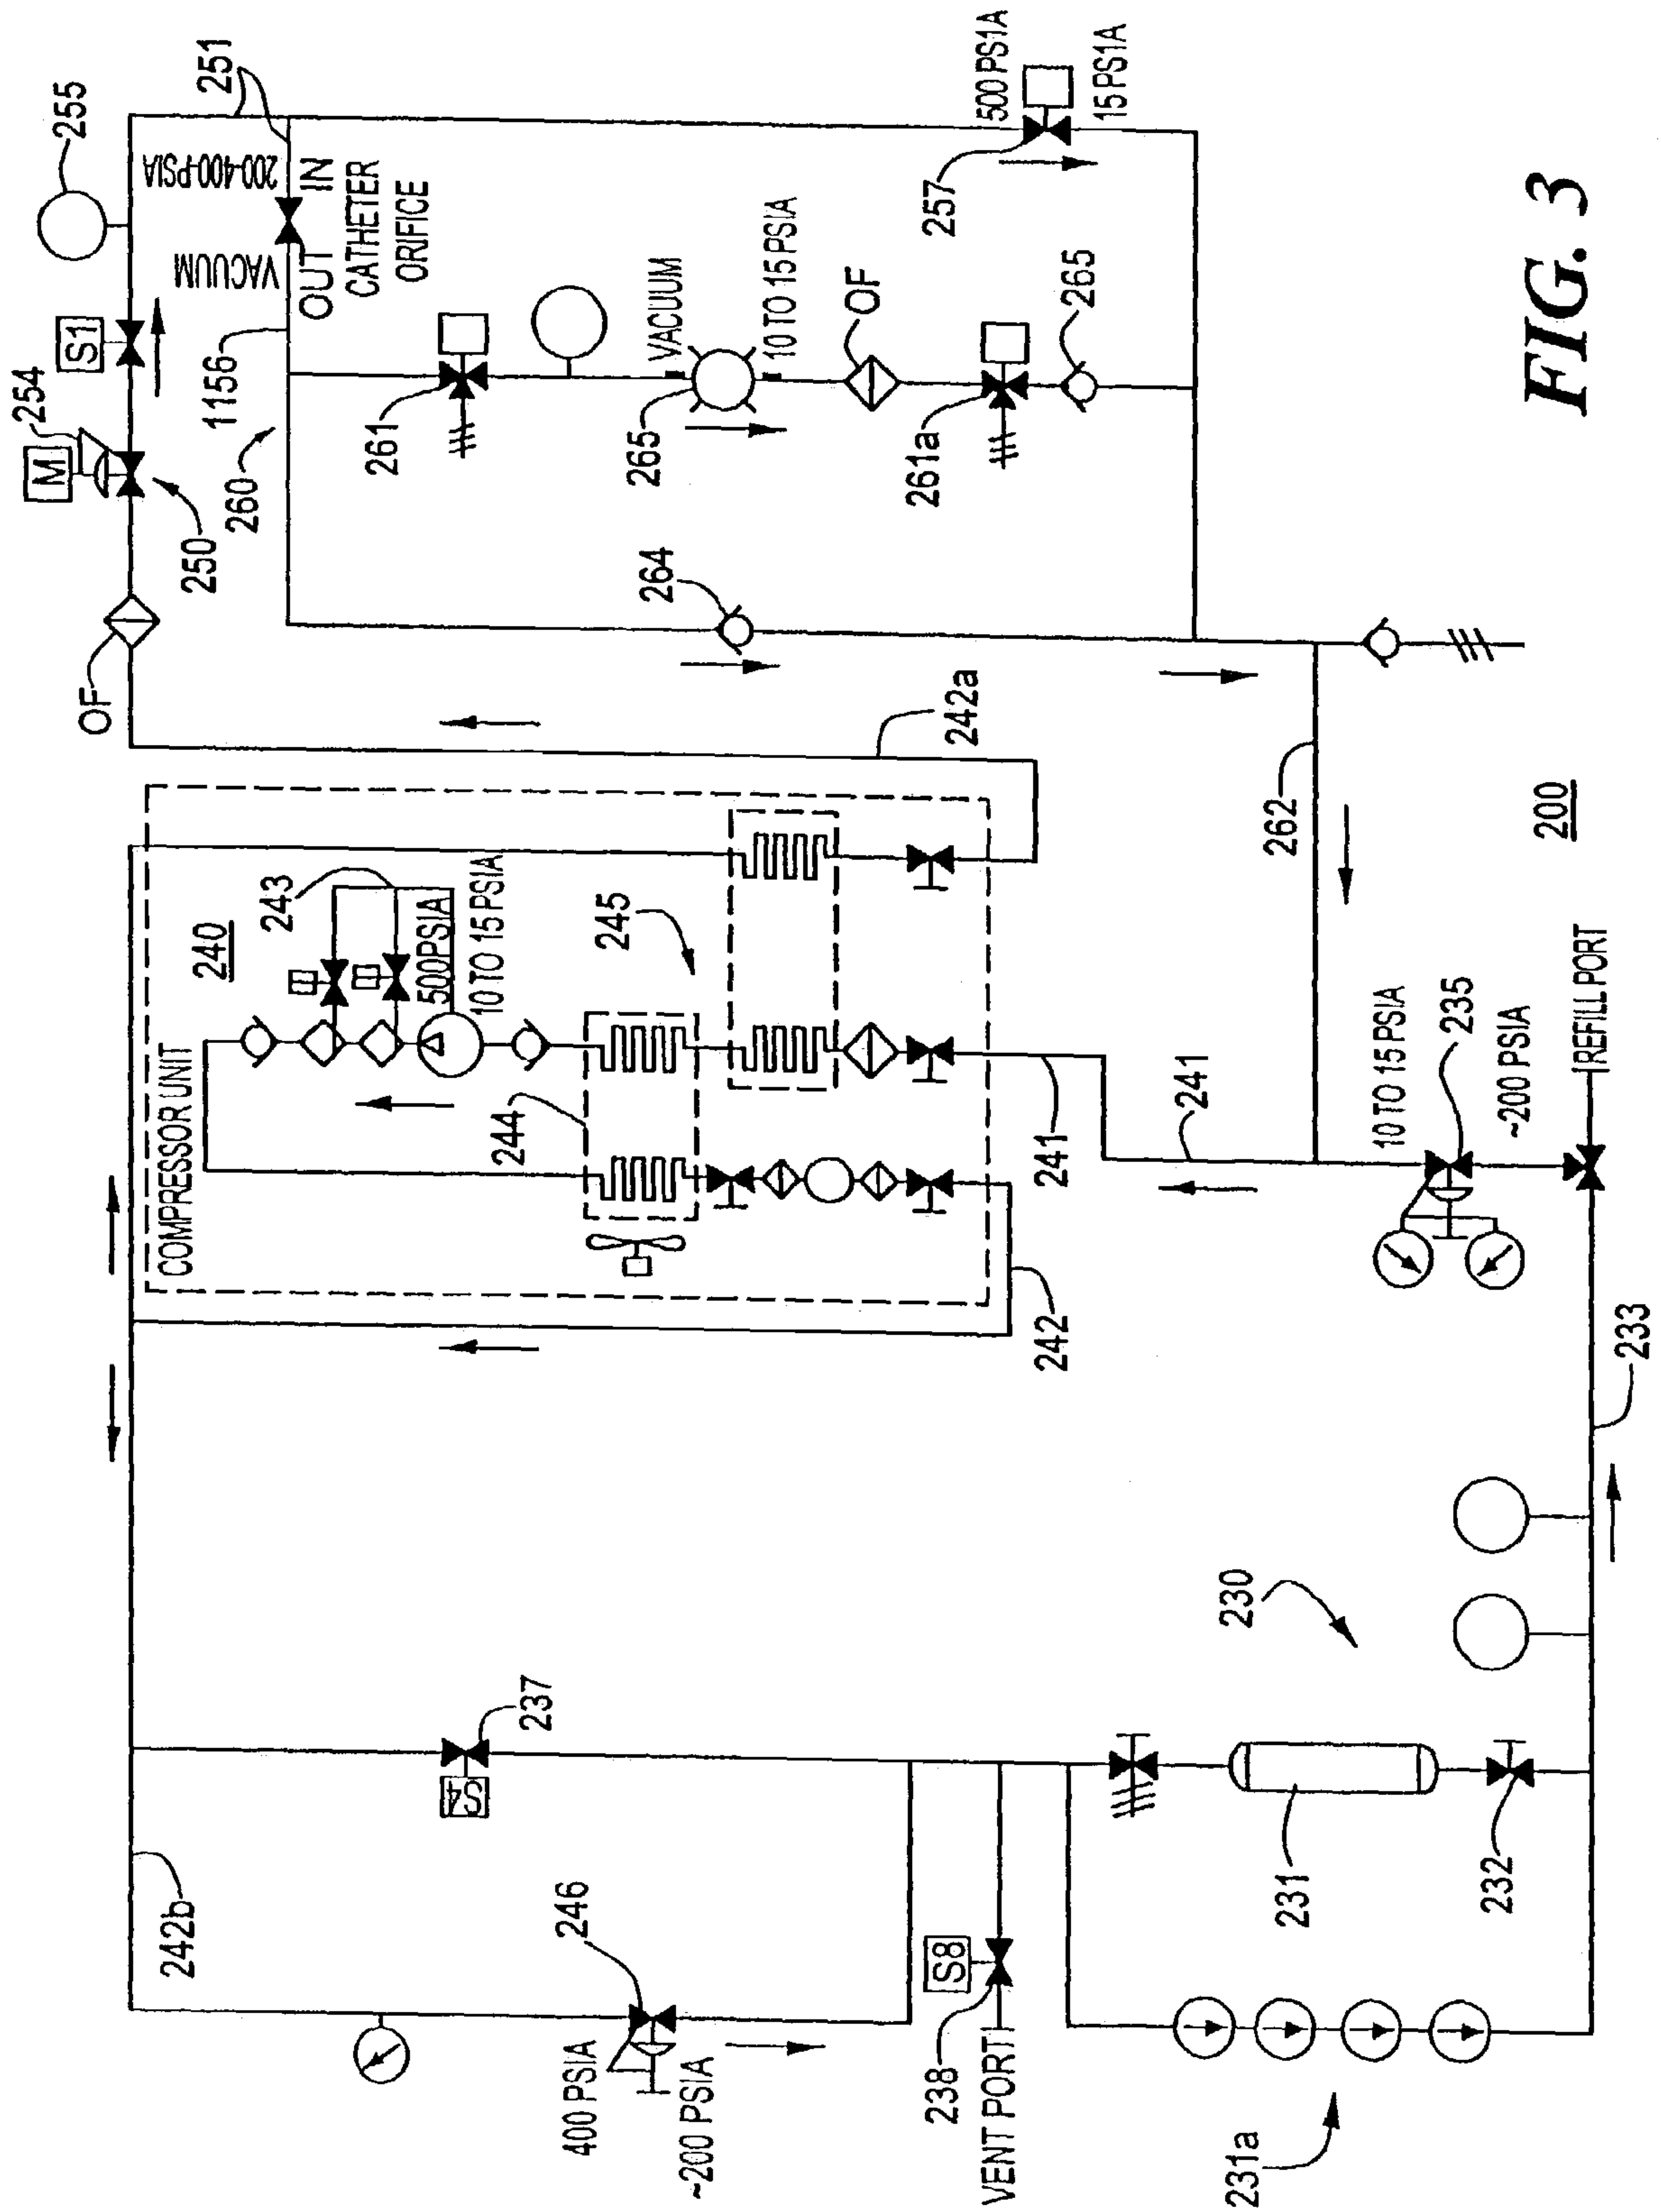 255
251
254
M
S1
200-400-PSIA
VACUUM
IN
OUT
CATHETER
ORIFICE
1156
260
250
OF
261
VACUUM
265
10 TO 15 PSIA
OF
261a
265
257
500 PS1A
15 PS1A
264
242a
262
200
COMPRESSOR UNIT
240
243
500PSIA
10 TO 15 PSIA
245
244
241
241
242
10 TO 15 PSIA
235
~200 PSIA
REFILL PORT
233
230
237
S4
242b
246
400 PSIA
~200 PSIA
S8
238
VENT PORT
231
232
231a
FIG. 3